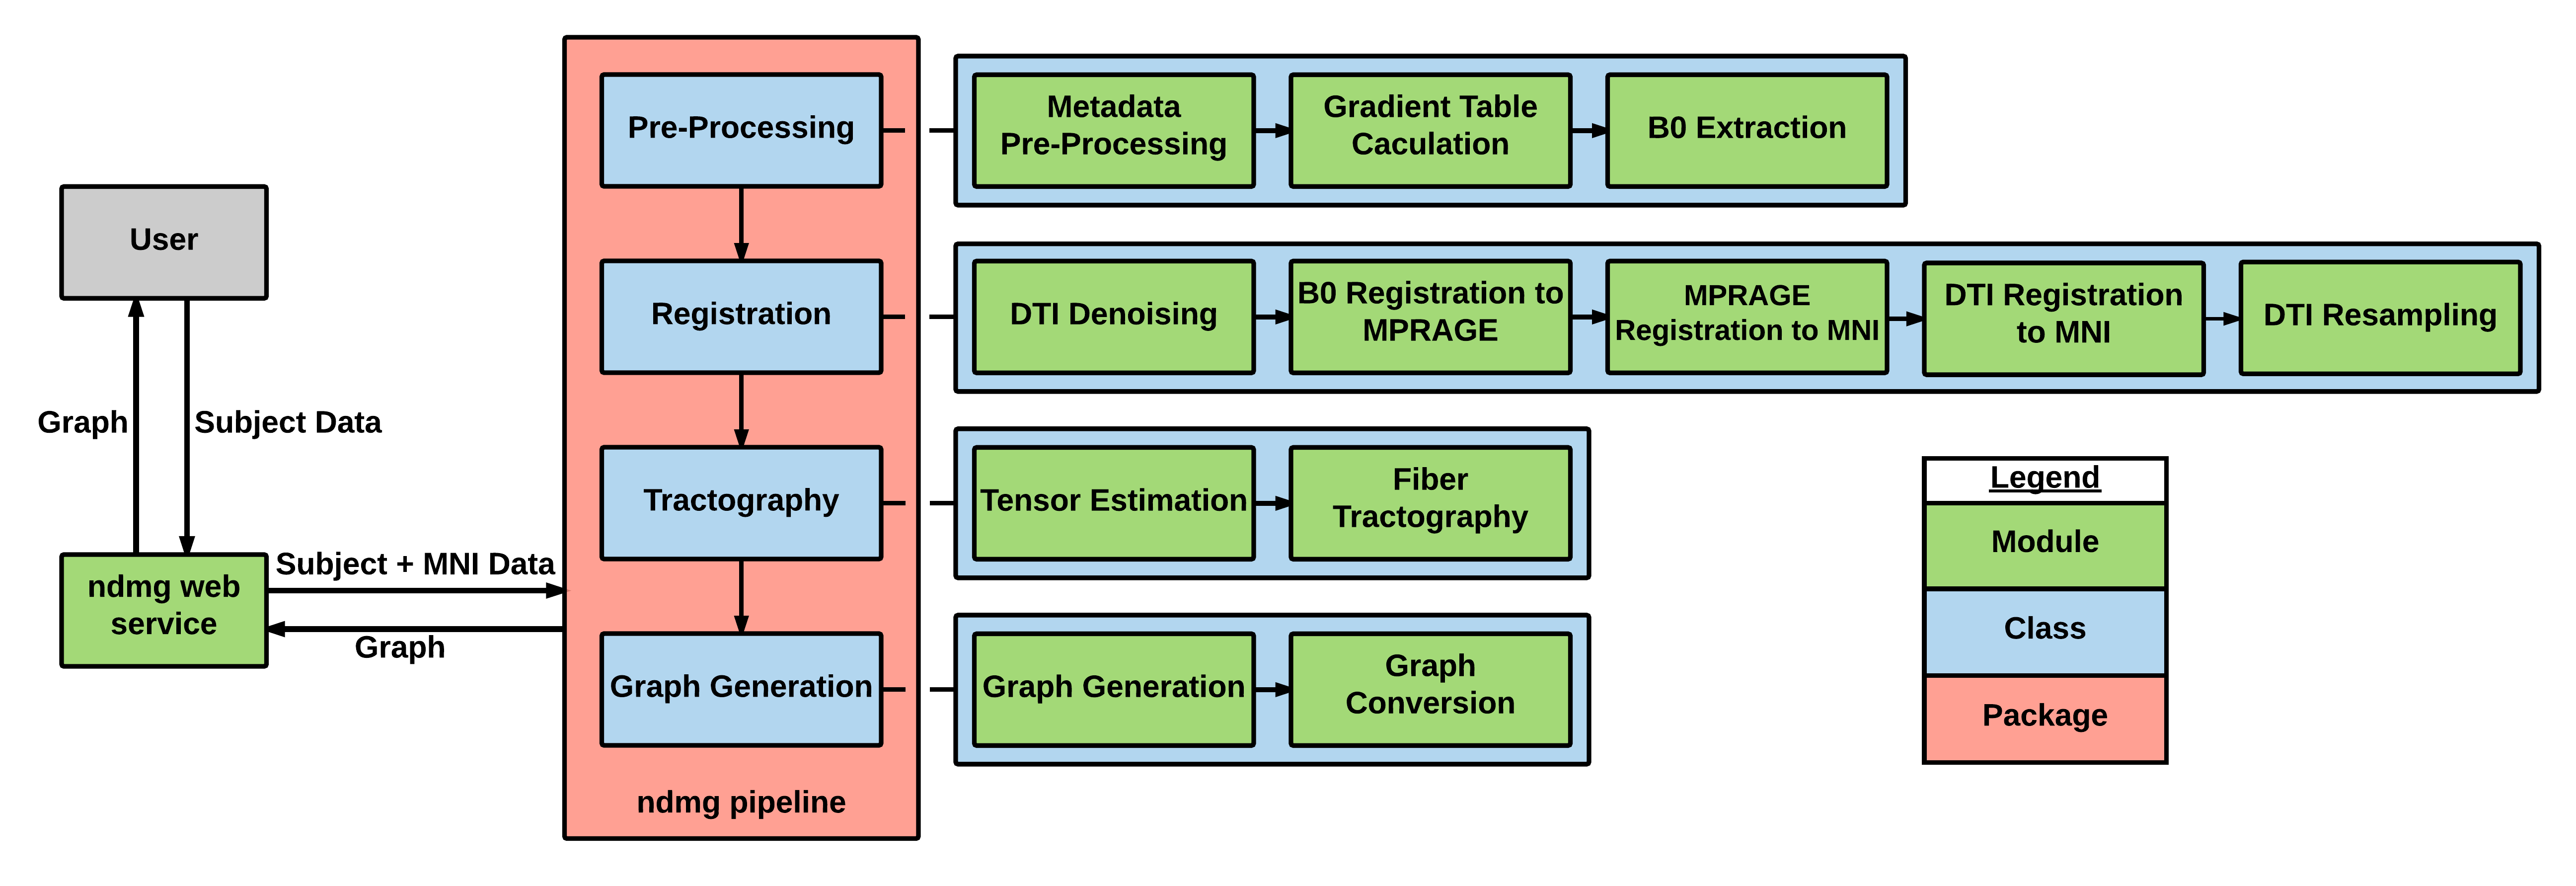 User
Graph
Subject Data
ndmg web
service
Subject + MNI Data
Graph
Pre-Processing
Registration
Tractography
Graph Generation
ndmg pipeline
Metadata
Pre-Processing
Gradient Table
Caculation
B0 Extraction
DTI Denoising
B0 Registration to
MPRAGE
MPRAGE
Registration to MNI
DTI Registration
to MNI
DTI Resampling
Tensor Estimation
Fiber
Tractography
Graph Generation
Graph
Conversion
Legend
Module
Class
Package